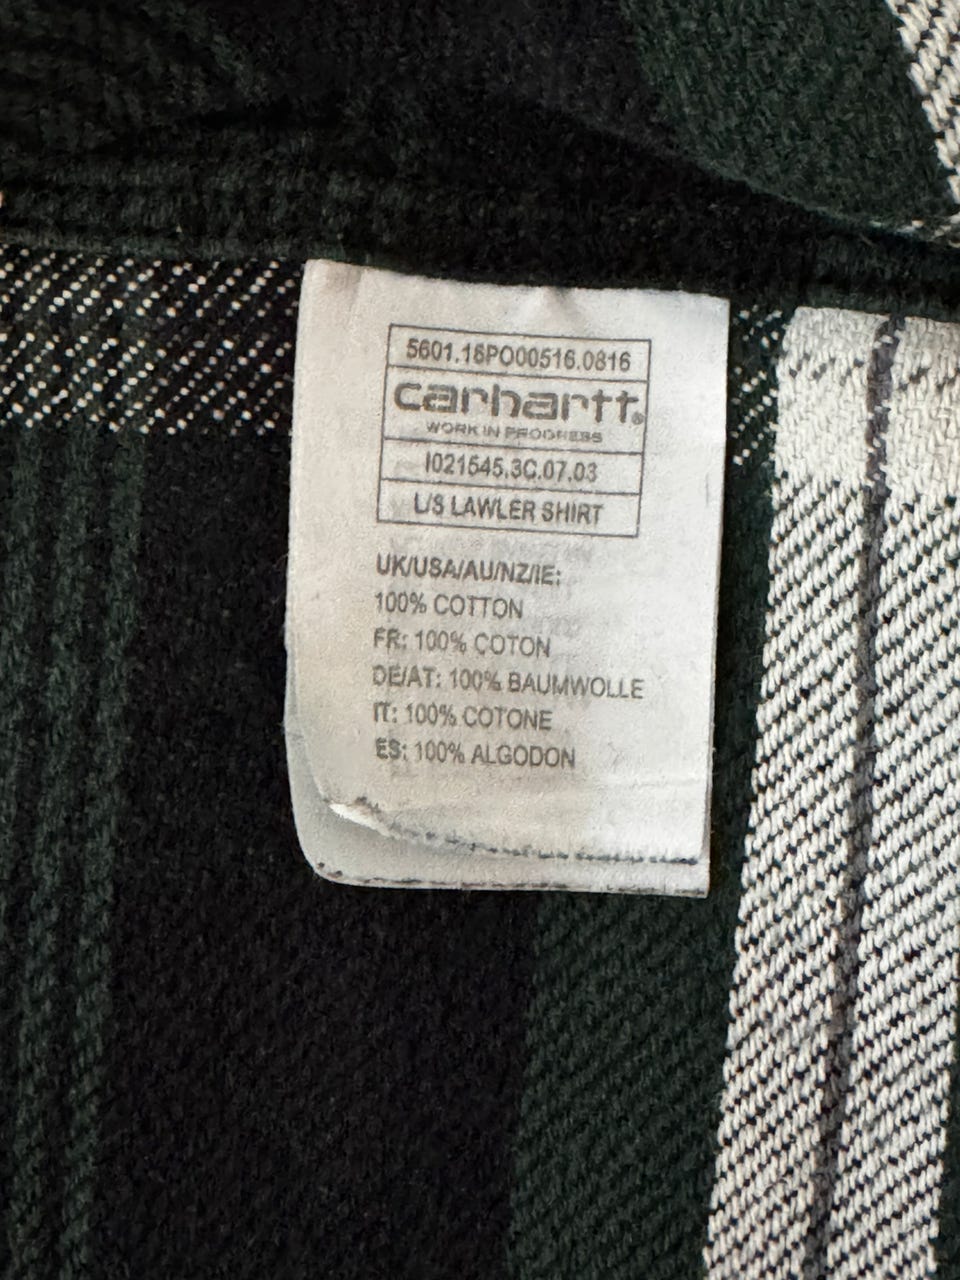 5601.16PO00516.0816
carhartt®
WORK IN PROGRESS
I021545.3C.07.03
L/S LAWLER SHIRT
UK/USA/AU/NZ/IE:
100% COTTON
FR: 100% COTON
DE/AT: 100% BAUMWOLLE
IT: 100% COTONE
ES: 100% ALGODON